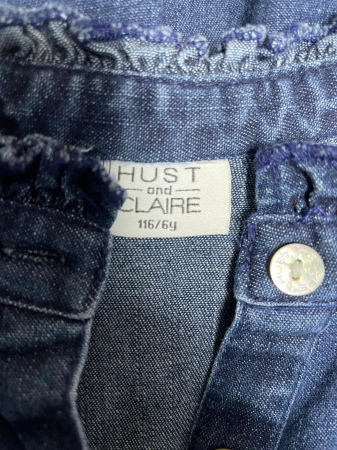 HUST
and
CLAIRE
116/6y